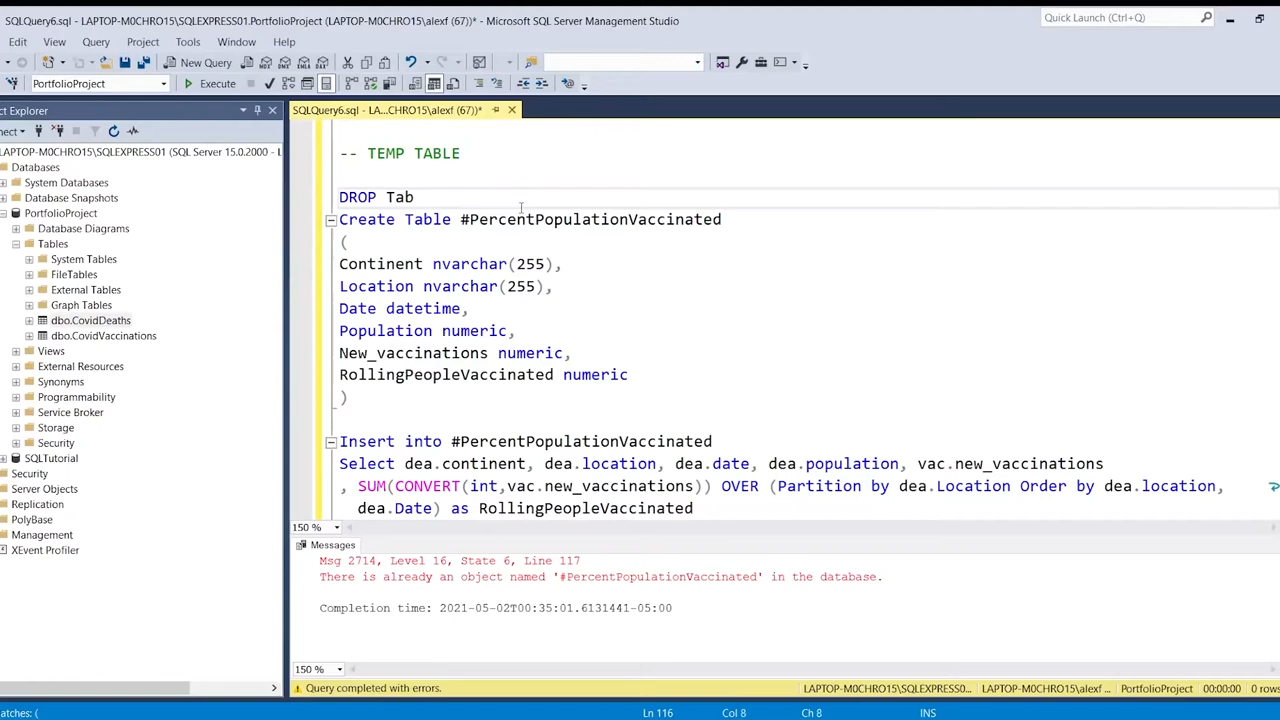 SQLQuery6.sql - LAPTOP-M0CHRO15\SQLEXPRESS01.PortfolioProject (LAPTOP-M0CHRO15\alexf (67))* - Microsoft SQL Server Management Studio
Quick Launch (Ctrl+Q)
Edit View Query Project Tools Window Help
New Query
PortfolioProject Execute
ct Explorer
SQLQuery6.sql - LA...CHRO15\alexf (67))*
nect
LAPTOP-M0CHRO15\SQLEXPRESS01 (SQL Server 15.0.2000 - L
Databases
System Databases
Database Snapshots
PortfolioProject
Database Diagrams
Tables
System Tables
FileTables
External Tables
Graph Tables
dbo.CovidDeaths
dbo.CovidVaccinations
Views
External Resources
Synonyms
Programmability
Service Broker
Storage
Security
SQLTutorial
Security
Server Objects
Replication
PolyBase
Management
XEvent Profiler
-- TEMP TABLE
DROP Tab
Create Table #PercentPopulationVaccinated
(
Continent nvarchar(255),
Location nvarchar(255),
Date datetime,
Population numeric,
New_vaccinations numeric,
RollingPeopleVaccinated numeric
)
Insert into #PercentPopulationVaccinated
Select dea.continent, dea.location, dea.date, dea.population, vac.new_vaccinations
, SUM(CONVERT(int,vac.new_vaccinations)) OVER (Partition by dea.Location Order by dea.location,
dea.Date) as RollingPeopleVaccinated
150 %
Messages
Msg 2714, Level 16, State 6, Line 117
There is already an object named '#PercentPopulationVaccinated' in the database.
Completion time: 2021-05-02T00:35:01.6131441-05:00
150 %
Query completed with errors. LAPTOP-M0CHRO15\SQLEXPRESS0... LAPTOP-M0CHRO15\alexf ... PortfolioProject 00:00:00 0 rows
atches: ( Ln 116 Col 8 Ch 8 INS